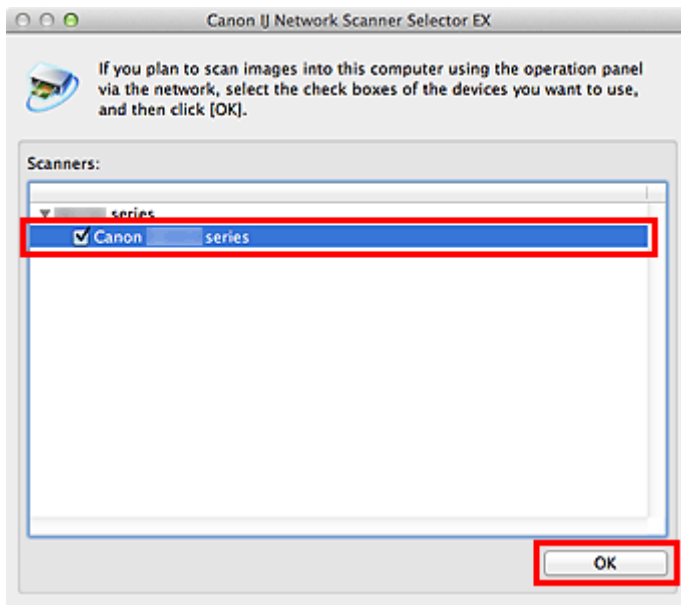 Canon IJ Network Scanner Selector EX
If you plan to scan images into this computer using the operation panel
via the network, select the check boxes of the devices you want to use,
and then click [OK].
Scanners:
series
Canon series
OK